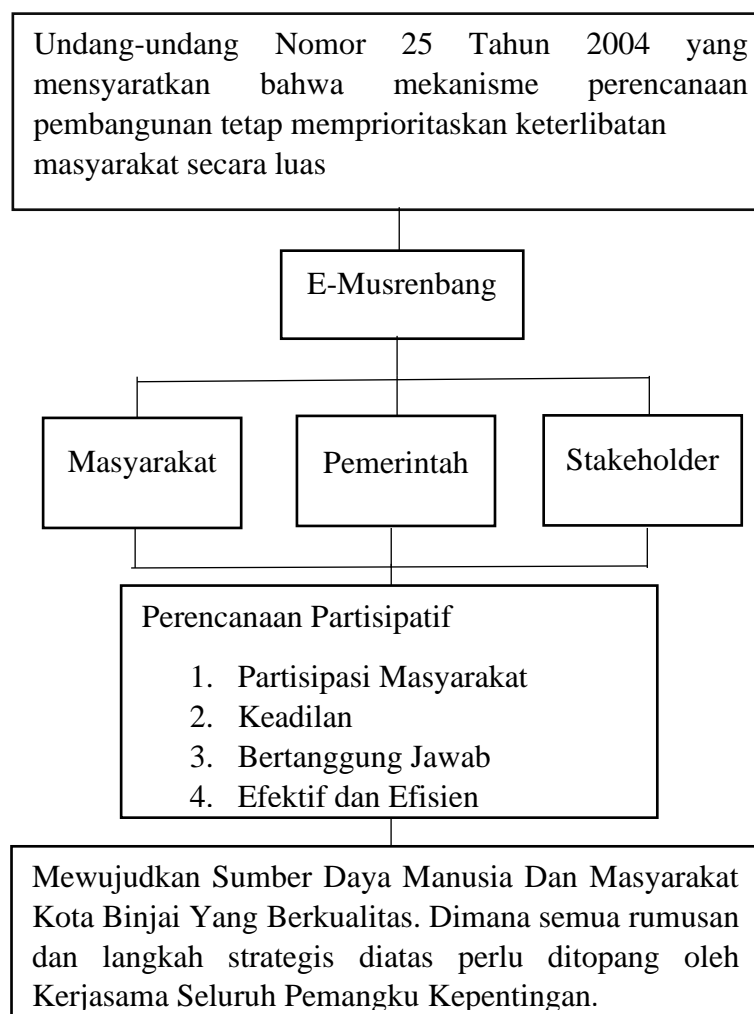 Undang-undang Nomor 25 Tahun 2004 yang
mensyaratkan bahwa mekanisme perencanaan
pembangunan tetap memprioritaskan keterlibatan
masyarakat secara luas
E-Musrenbang
Masyarakat
Pemerintah
Stakeholder
Perencanaan Partisipatif
1. Partisipasi Masyarakat
2. Keadilan
3. Bertanggung Jawab
4. Efektif dan Efisien
Mewujudkan Sumber Daya Manusia Dan Masyarakat
Kota Binjai Yang Berkualitas. Dimana semua rumusan
dan langkah strategis diatas perlu ditopang oleh
Kerjasama Seluruh Pemangku Kepentingan.